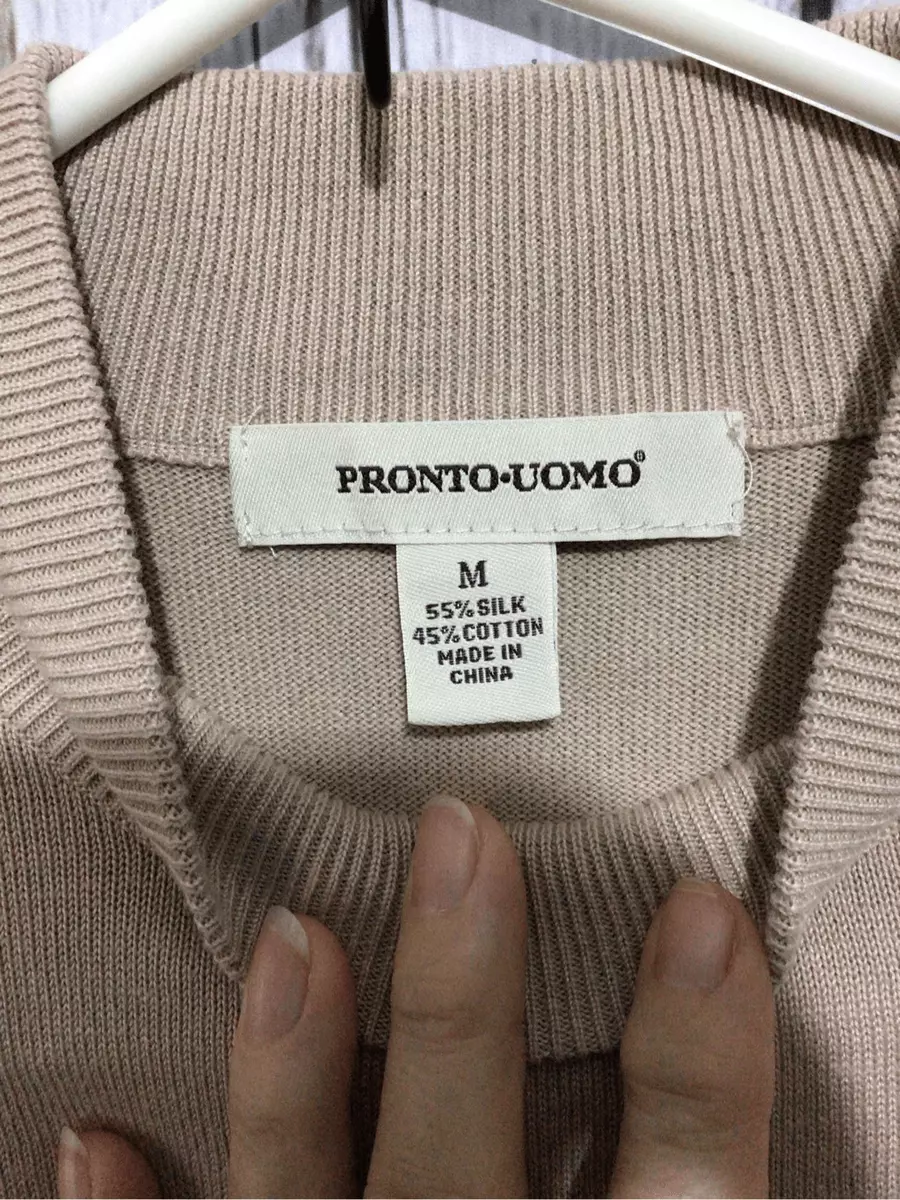 PRONTO•UOMO®
M
55% SILK
45% COTTON
MADE IN
CHINA